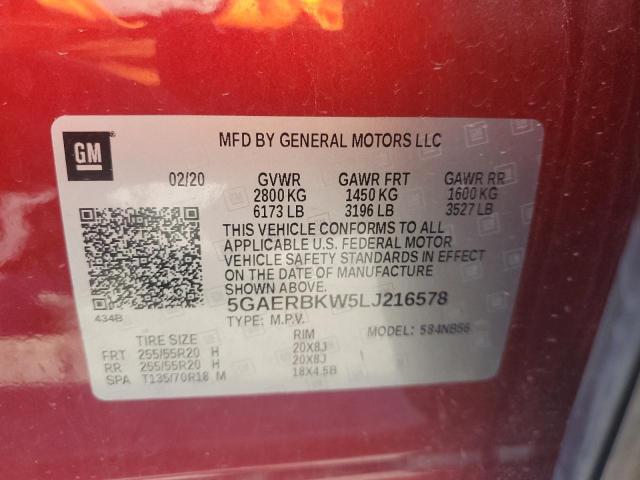 GM
MFD BY GENERAL MOTORS LLC
02/20 GVWR GAWR FRT GAWR RR
2800 KG 1450 KG 1600 KG
6173 LB 3196 LB 3527 LB
THIS VEHICLE CONFORMS TO ALL
APPLICABLE U.S. FEDERAL MOTOR
VEHICLE SAFETY STANDARDS IN EFFECT
ON THE DATE OF MANUFACTURE
SHOWN ABOVE.
5GAERBKW5LJ216578
434B TYPE: M.P.V. MODEL: 584NB56
TIRE SIZE RIM
FRT 255/55R20 H 20X8J
RR 255/55R20 H 20X8J
SPA T135/70R18 M 18X4.5B